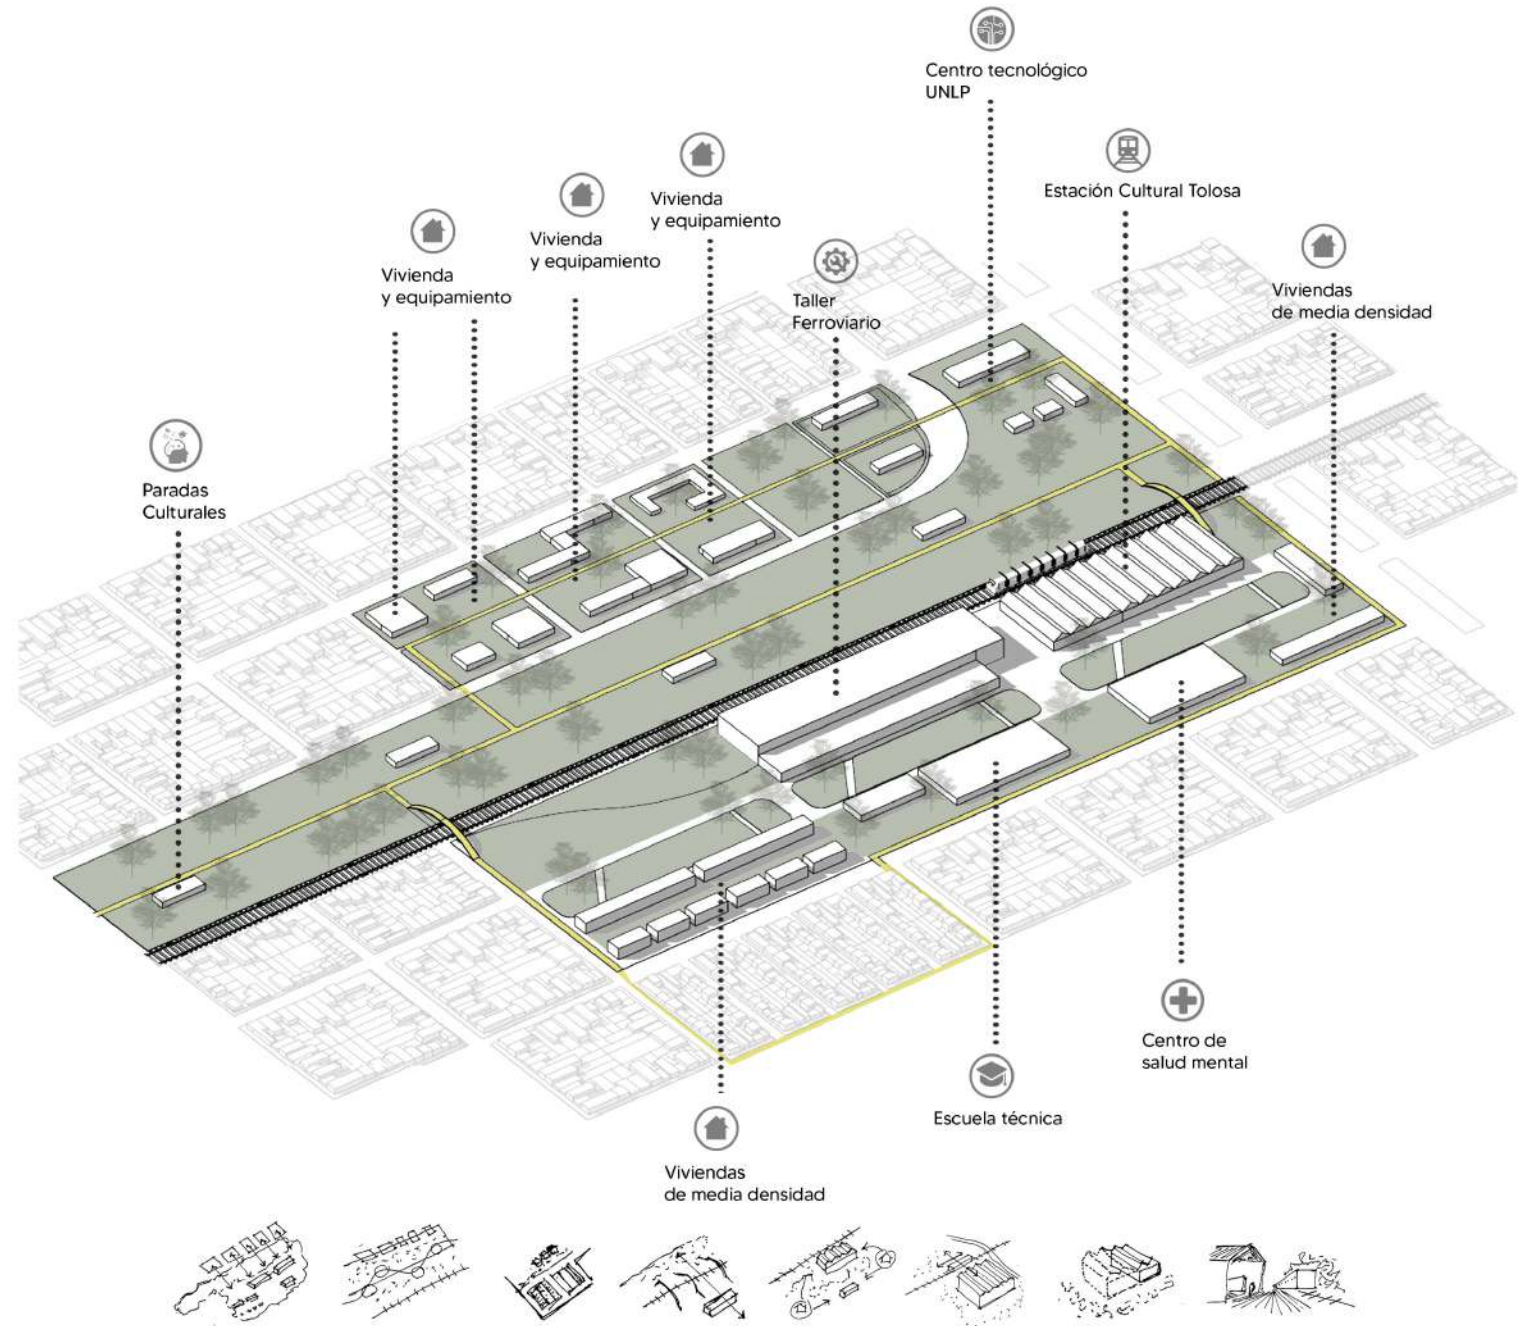 Centro tecnológico
UNLP
Estación Cultural Tolosa
Vivienda
y equipamiento
Vivienda
y equipamiento
Vivienda
y equipamiento
Taller
Ferroviario
Viviendas
de media densidad
Paradas
Culturales
Centro de
salud mental
Escuela técnica
Viviendas
de media densidad